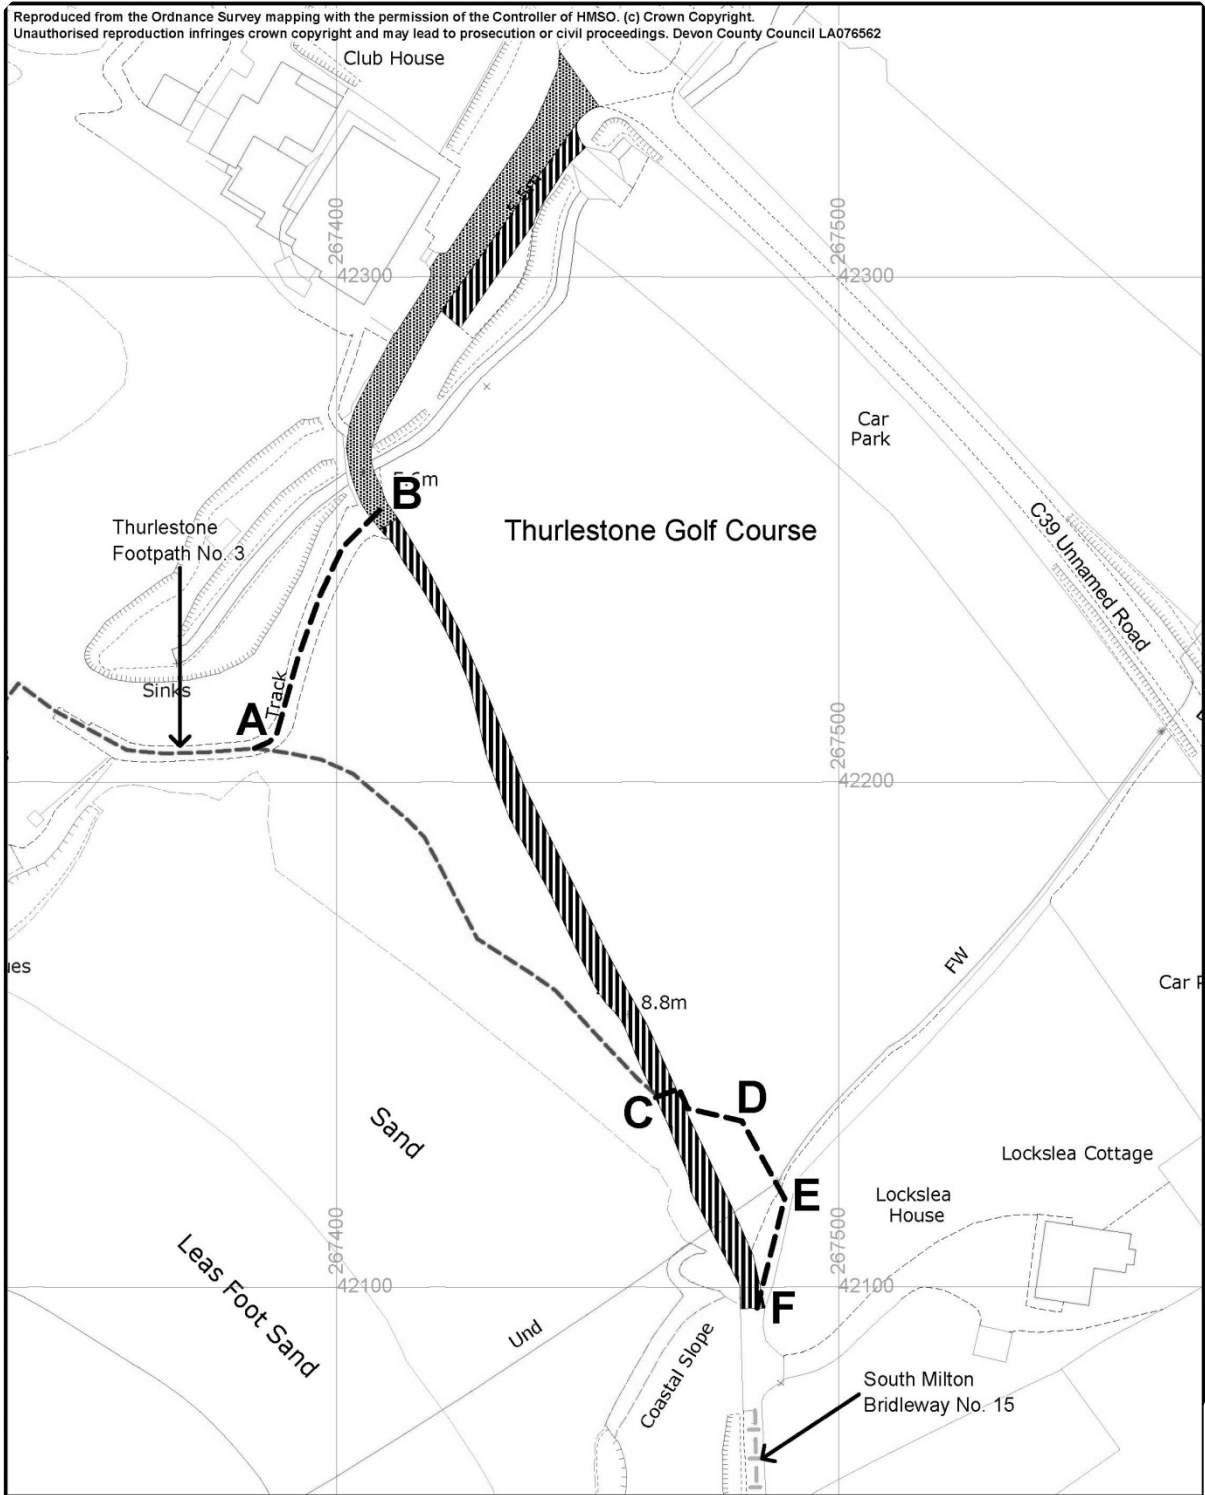 Reproduced from the Ordnance Survey mapping with the permission of the Controller of HMSO. (c) Crown Copyright.
Unauthorised reproduction infringes crown copyright and may lead to prosecution or civil proceedings. Devon County Council LA076562
Club House
267400
267500
42300
42300
Car
Park
B
Thurlestone Golf Course
C39 Unnamed Road
Thurlestone
Footpath No. 3
Sinks
Track
A
267500
42200
42200
FW
8.8m
Car
C
D
Sand
E
Lockslea Cottage
Lockslea
House
267400
267500
42100
42100
Leas Foot Sand
F
Und
Coastal Slope
South Milton
Bridleway No. 15